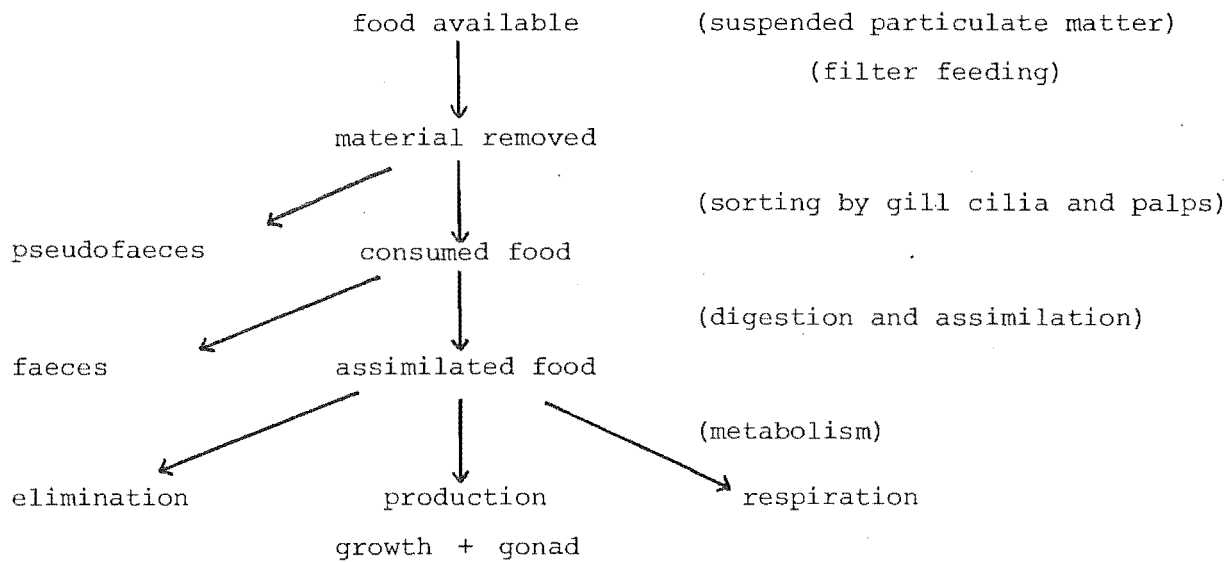 food available (suspended particulate matter)
(filter feeding)
material removed
(sorting by gill cilia and palps)
pseudofaeces consumed food
(digestion and assimilation)
faeces assimilated food
(metabolism)
elimination production respiration
growth + gonad